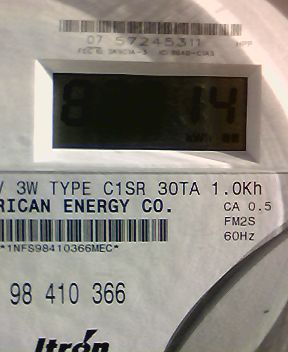 07 57245311
8 14
V 3W TYPE C1SR 30TA 1.0Kh
RICAN ENERGY CO.
CA 0.5
FM2S
60Hz
*1NFS98410366MEC*
98 410 366
Itrón